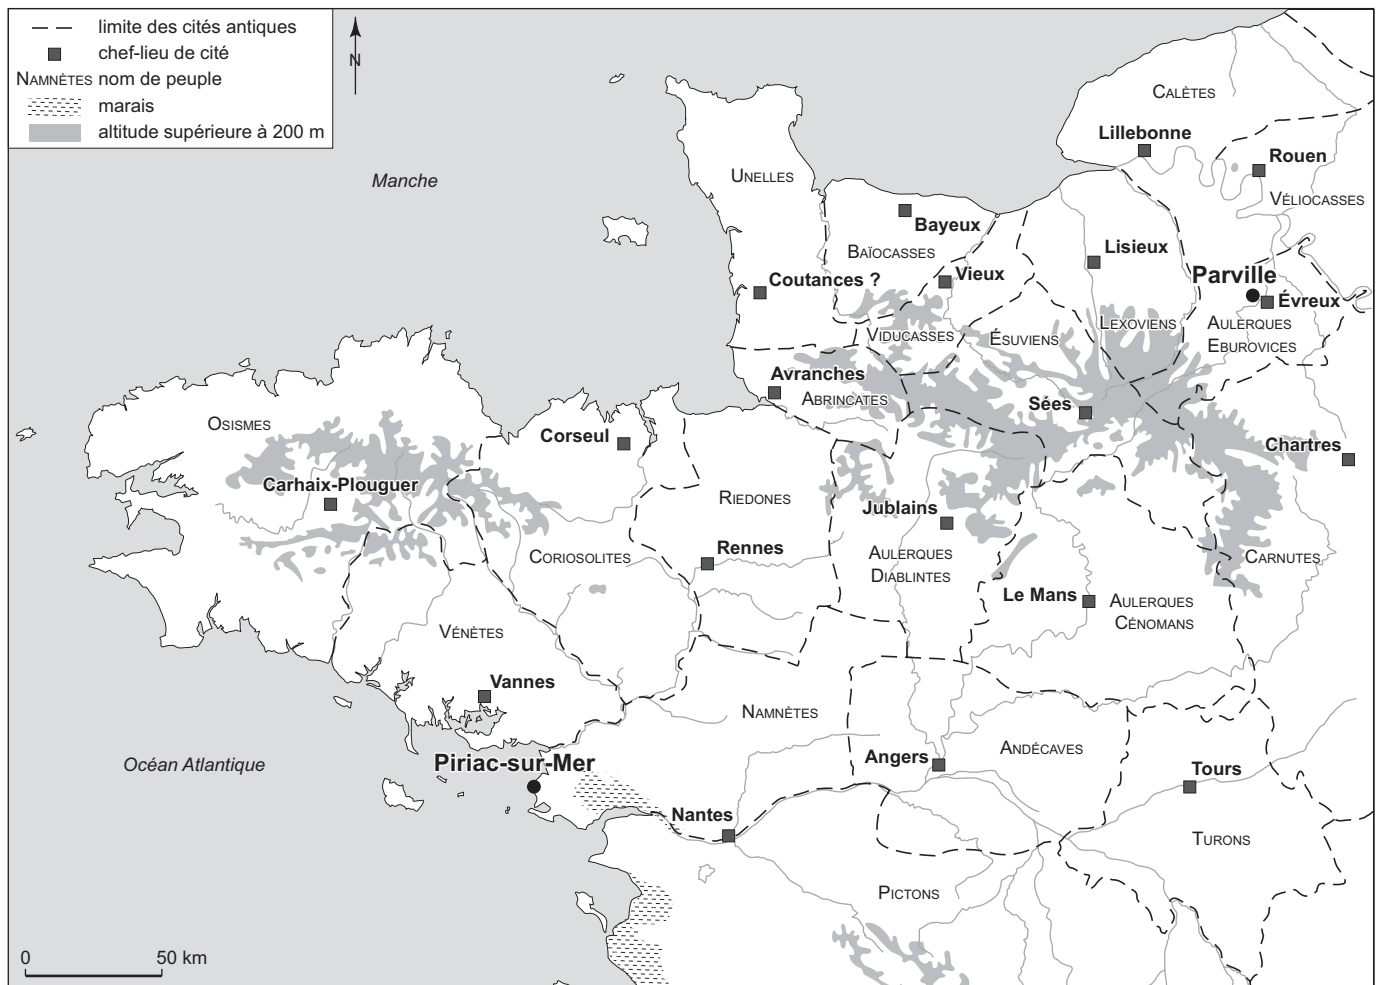 limite des cités antiques
chef-lieu de cité
NAMNÈTES nom de peuple
marais
altitude supérieure à 200 m
N
Manche
CALÈTES
Lillebonne
Rouen
UNELLES
VÉLIOCASSES
Bayeux
BAÏOCASSES
Lisieux
Coutances ?
Vieux
Parville
Évreux
VIDUCASSES
ÉSUVIENS
LEXOVIENS
AULERQUES
EBUROVICES
Avranches
ABRINCATES
Sées
OSISMES
Corseul
Chartres
Carhaix-Plouguer
RIEDONES
Jublains
Rennes
CORIOSOLITES
AULERQUES
DIABLINTES
CARNUTES
Le Mans
AULERQUES
CÉNOMANS
VÉNÈTES
Vannes
NAMNÈTES
Océan Atlantique
Piriac-sur-Mer
Angers
ANDÉCAVES
Tours
Nantes
TURONS
PICTONS
0 50 km